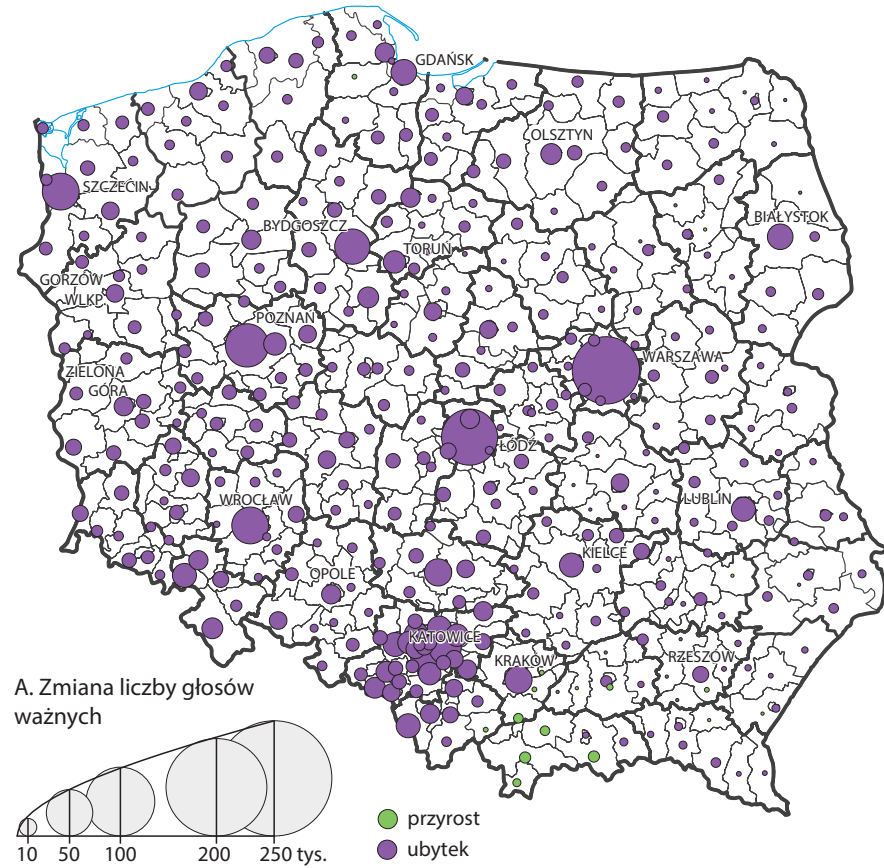 GDAŃSK
OLSZTYN
SZCZECIN
BIAŁYSTOK
BYDGOSZCZ
TORUŃ
GORZÓW
WLKP
POZNAŃ
WARSZAWA
ZIELONA
GÓRA
ŁÓDŹ
WROCŁAW
LUBLIN
KIELCE
OPOLE
KATOWICE
KRAKÓW
RZESZÓW
A. Zmiana liczby głosów
ważnych
10 50 100 200 250 tys.
przyrost
ubytek